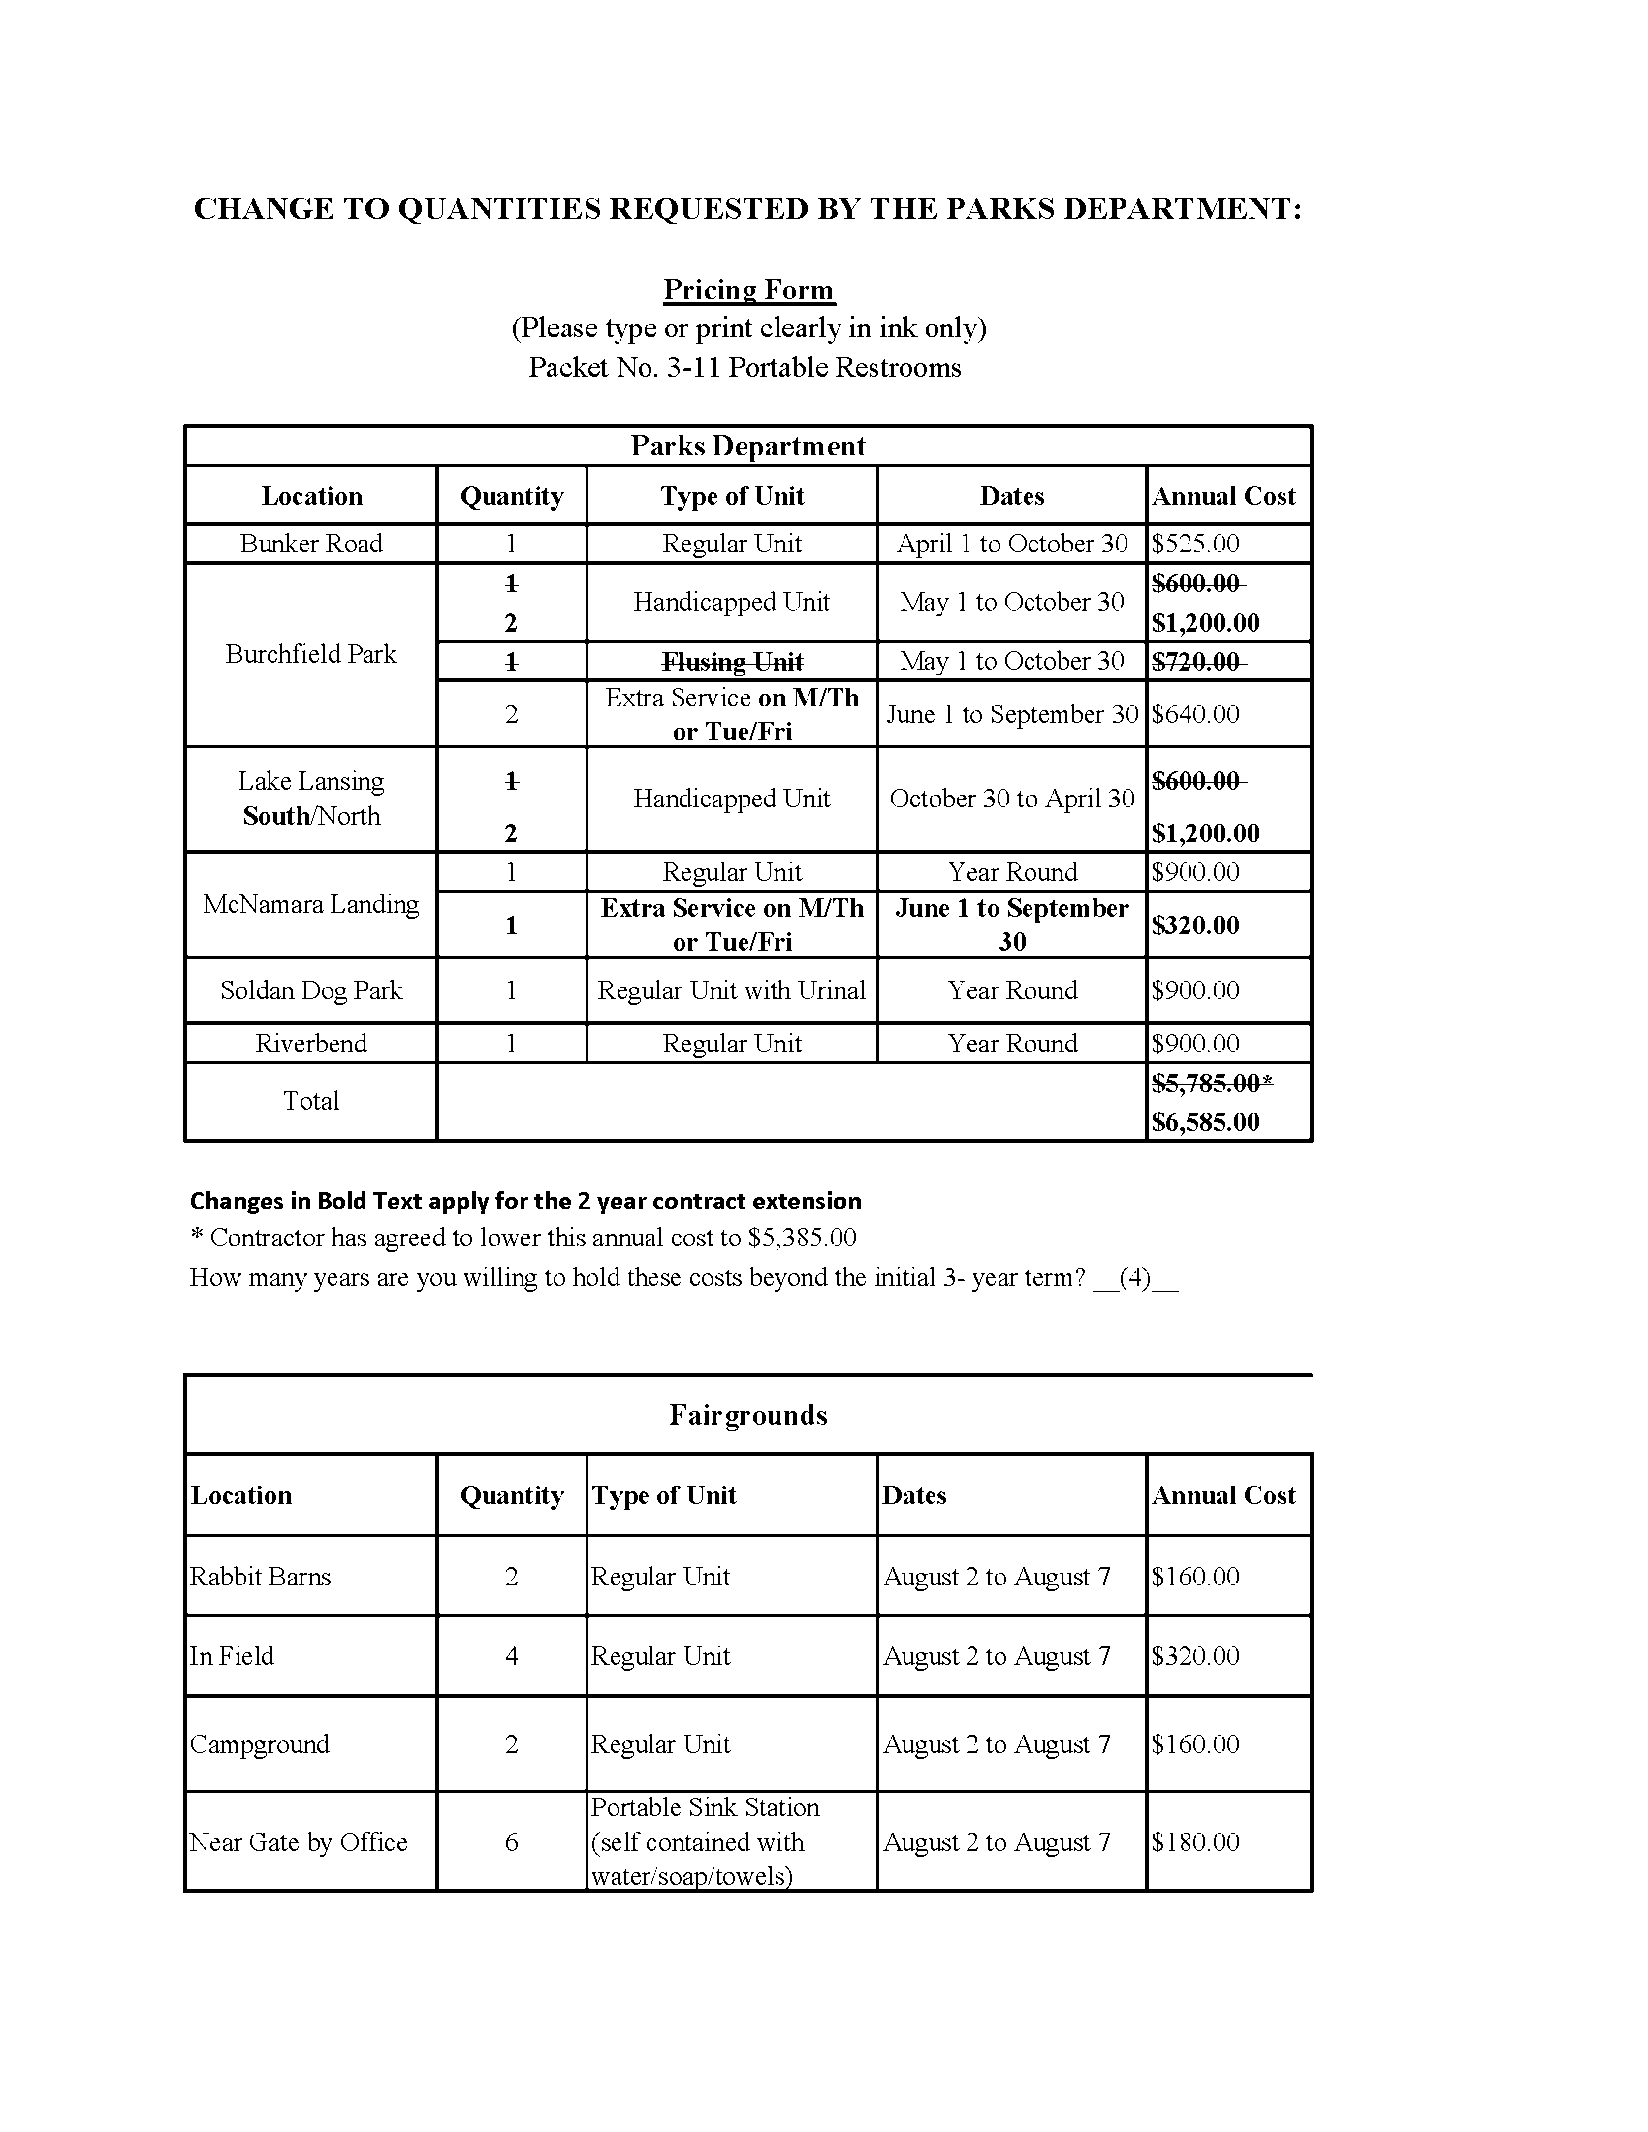 CHANGE TO QUANTITIES REQUESTED BY THE PARKS DEPARTMENT:
Pricing Form
(Please type or print clearly in ink only)
Packet No. 3-11 Portable Restrooms
Parks Department
Location Quantity Type of Unit Dates Annual Cost
Bunker Road 1 Regular Unit April 1 to October 30 $525.00
Burchfield Park
1 $600.00
Handicapped Unit May 1 to October 30
2 $1,200.00
1 Flusing Unit May 1 to October 30 $720.00
2 Extra Service on M/Th
or Tue/Fri
June 1 to September 30 $640.00
Lake Lansing
South/North
1 $600.00
Handicapped Unit October 30 to April 30
2 $1,200.00
McNamara Landing
1 Regular Unit Year Round $900.00
1 Extra Service on M/Th
or Tue/Fri
June 1 to September
30
$320.00
Soldan Dog Park 1 Regular Unit with Urinal Year Round $900.00
Riverbend 1 Regular Unit Year Round $900.00
Total
$5,785.00*
$6,585.00
Changes in Bold Text apply for the 2 year contract extension
* Contractor has agreed to lower this annual cost to $5,385.00
How many years are you willing to hold these costs beyond the initial 3- year term? __(4)__
Fairgrounds
Location Quantity Type of Unit Dates Annual Cost
Rabbit Barns 2 Regular Unit August 2 to August 7 $160.00
In Field 4 Regular Unit August 2 to August 7 $320.00
Campground 2 Regular Unit August 2 to August 7 $160.00
Near Gate by Office 6 Portable Sink Station
(self contained with
water/soap/towels)
August 2 to August 7 $180.00